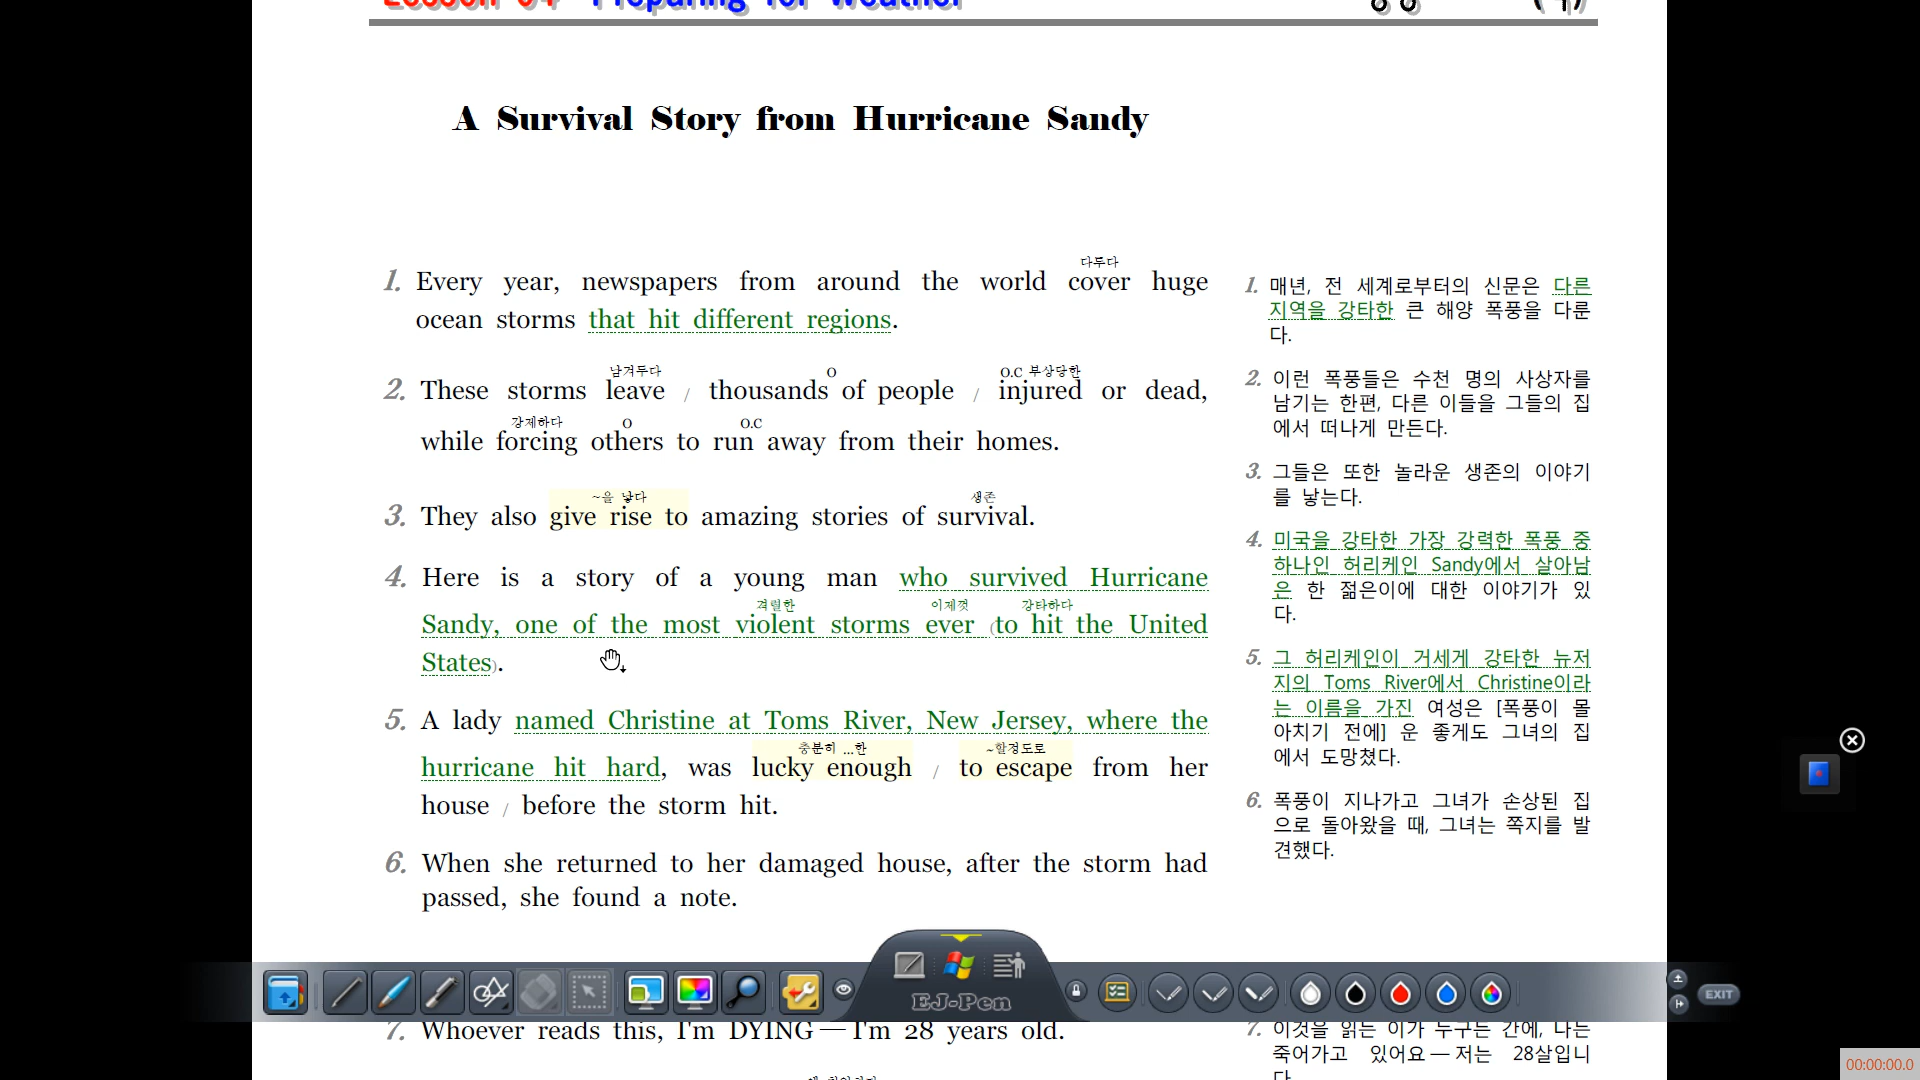 Lesson 04 Preparing for Weather
A Survival Story from Hurricane Sandy
다루다
1. Every year, newspapers from around the world cover huge
ocean storms that hit different regions.
남겨두다 O O.C 부상당한
2. These storms leave / thousands of people / injured or dead,
강제하다 O O.C
while forcing others to run away from their homes.
~을 낳다 생존
3. They also give rise to amazing stories of survival.
4. Here is a story of a young man who survived Hurricane
격렬한 이제껏 강타하다
Sandy, one of the most violent storms ever (to hit the United
States).
5. A lady named Christine at Toms River, New Jersey, where the
충분히 ...한 ~할정도로
hurricane hit hard, was lucky enough / to escape from her
house / before the storm hit.
6. When she returned to her damaged house, after the storm had
passed, she found a note.
7. Whoever reads this, I'm DYING — I'm 28 years old.
1. 매년, 전 세계로부터의 신문은 다른
지역을 강타한 큰 해양 폭풍을 다룬
다.
2. 이런 폭풍들은 수천 명의 사상자를
남기는 한편, 다른 이들을 그들의 집
에서 떠나게 만든다.
3. 그들은 또한 놀라운 생존의 이야기
를 낳는다.
4. 미국을 강타한 가장 강력한 폭풍 중
하나인 허리케인 Sandy에서 살아남
은 한 젊은이에 대한 이야기가 있
다.
5. 그 허리케인이 거세게 강타한 뉴저
지의 Toms River에서 Christine이라
는 이름을 가진 여성은 [폭풍이 몰
아치기 전에] 운 좋게도 그녀의 집
에서 도망쳤다.
6. 폭풍이 지나가고 그녀가 손상된 집
으로 돌아왔을 때, 그녀는 쪽지를 발
견했다.
7. 이것을 읽는 이가 누구든 간에, 나는
죽어가고 있어요 — 저는 28살입니
다
EJ-Pen
EXIT
00:00:00.0